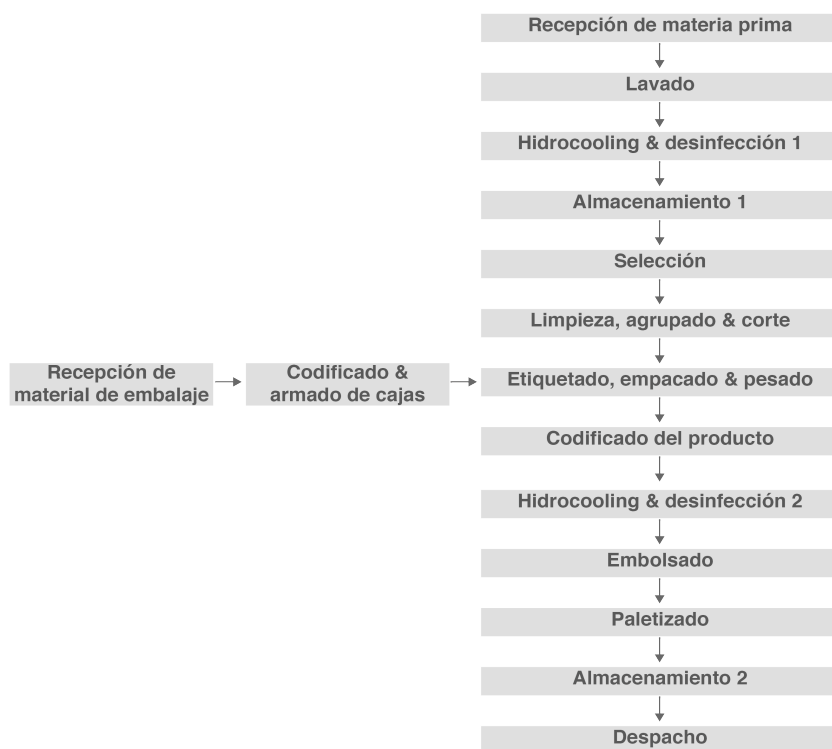 Recepción de materia prima
Lavado
Hidrocooling & desinfección 1
Almacenamiento 1
Selección
Limpieza, agrupado & corte
Recepción de
material de embalaje
Codificado &
armado de cajas
Etiquetado, empacado & pesado
Codificado del producto
Hidrocooling & desinfección 2
Embolsado
Paletizado
Almacenamiento 2
Despacho